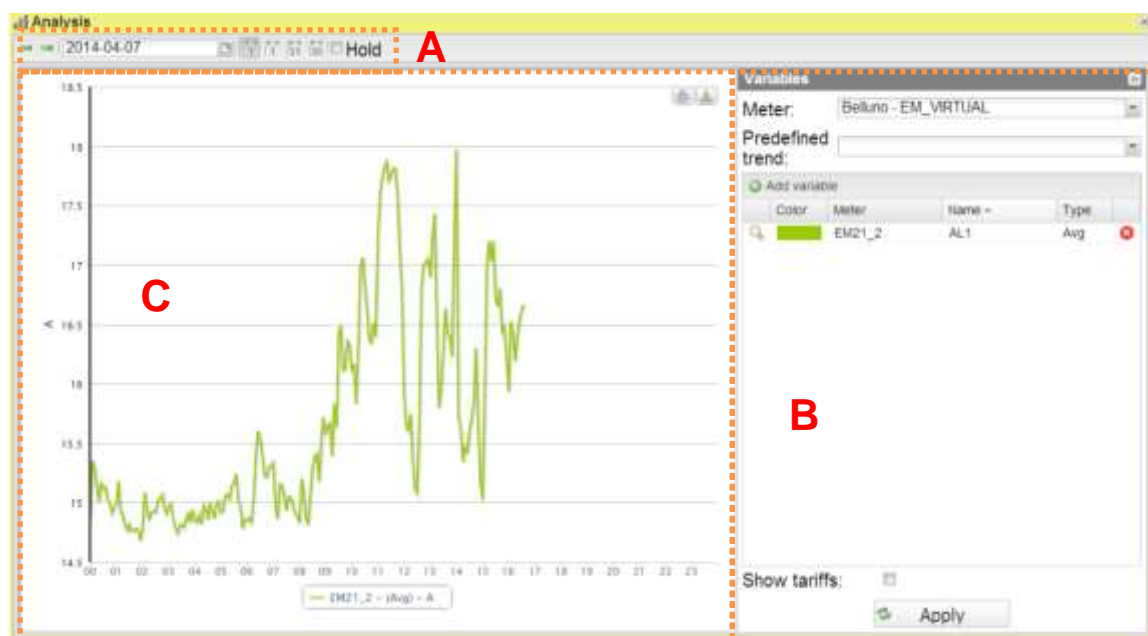 Analysis
2014-04-07
Hold
A
18.5
18
17.5
17
16.5
16
15.5
15
14.5
A
00 01 02 03 04 05 06 07 08 09 10 11 12 13 14 15 16 17 18 19 20 21 22 23
EM21_2 - (Avg) - A
C
Variables
Meter: Belluno - EM_VIRTUAL
Predefined trend:
Add variable
Color Meter Name Type
EM21_2 AL1 Avg
B
Show tariffs:
Apply